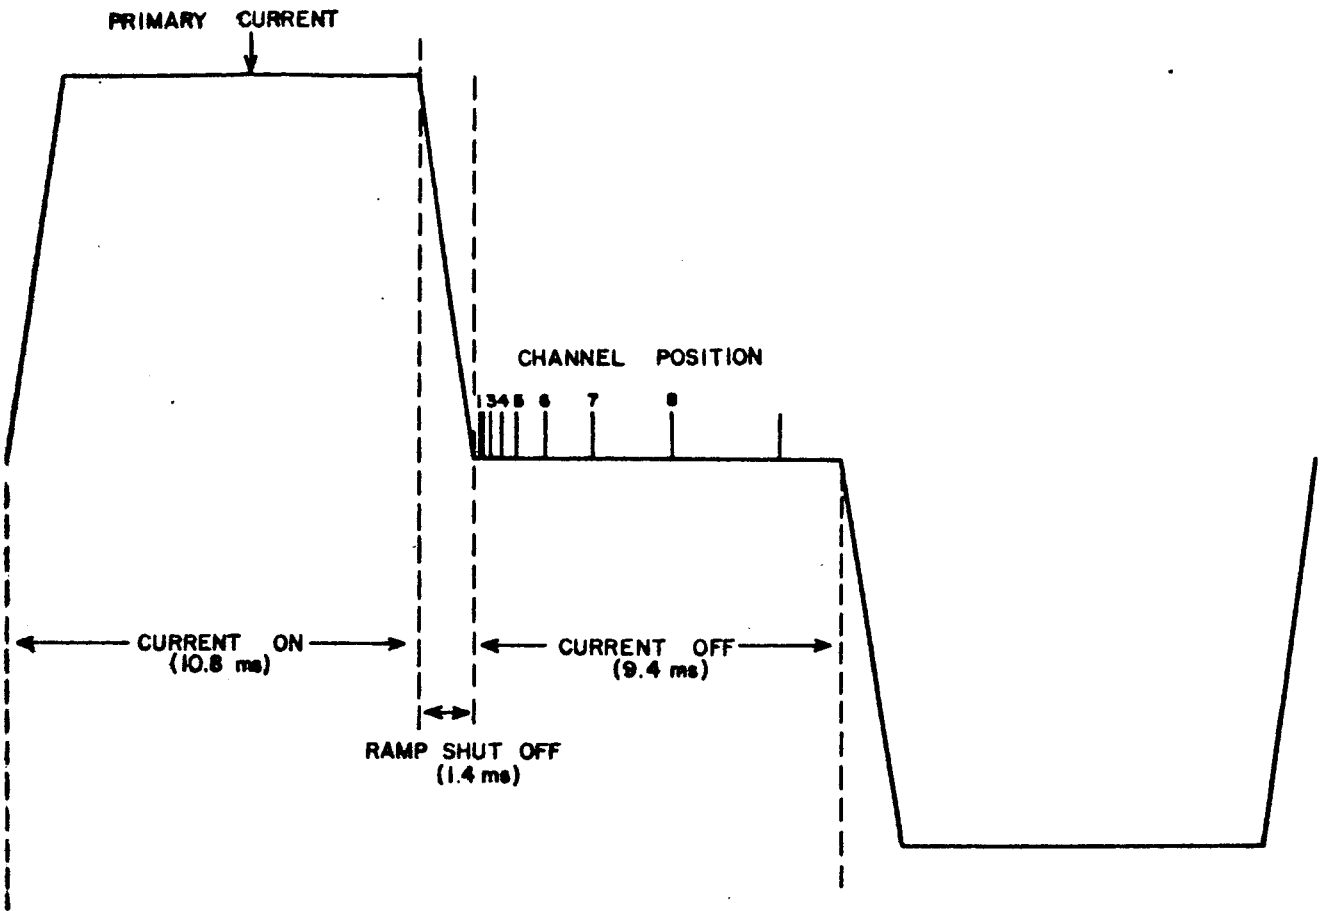 PRIMARY CURRENT
CHANNEL POSITION
1 3 4 5 6 7 8
CURRENT ON
(10.8 ms)
CURRENT OFF
(9.4 ms)
RAMP SHUT OFF
(1.4 ms)